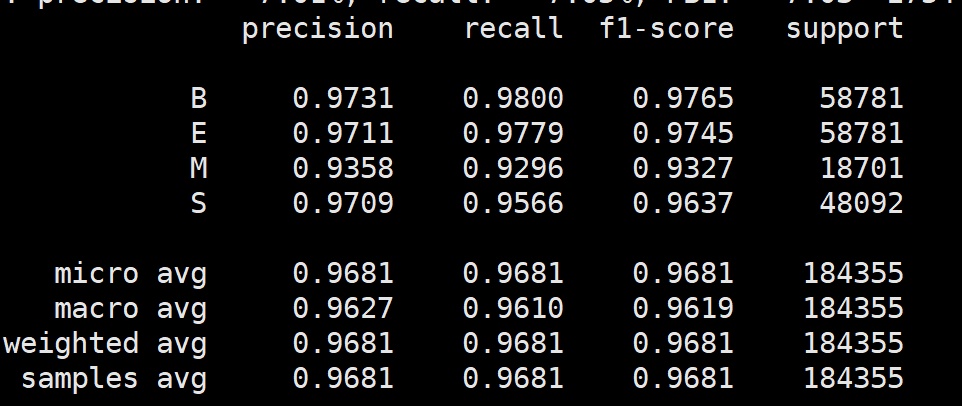 precision recall f1-score support
B 0.9731 0.9800 0.9765 58781
E 0.9711 0.9779 0.9745 58781
M 0.9358 0.9296 0.9327 18701
S 0.9709 0.9566 0.9637 48092
micro avg 0.9681 0.9681 0.9681 184355
macro avg 0.9627 0.9610 0.9619 184355
weighted avg 0.9681 0.9681 0.9681 184355
samples avg 0.9681 0.9681 0.9681 184355